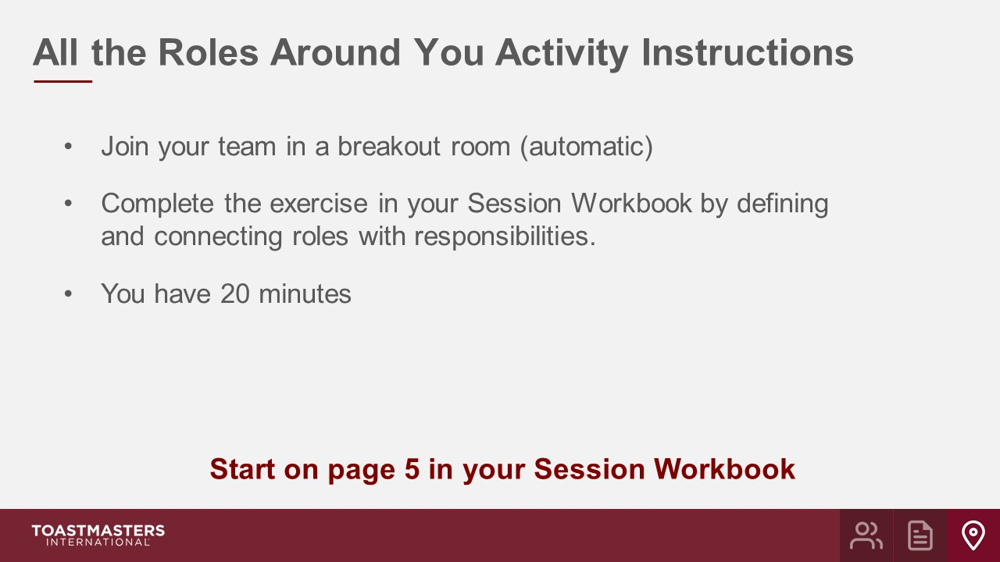 All the Roles Around You Activity Instructions
• Join your team in a breakout room (automatic)
• Complete the exercise in your Session Workbook by defining
and connecting roles with responsibilities.
• You have 20 minutes
Start on page 5 in your Session Workbook
TOASTMASTERS
INTERNATIONAL